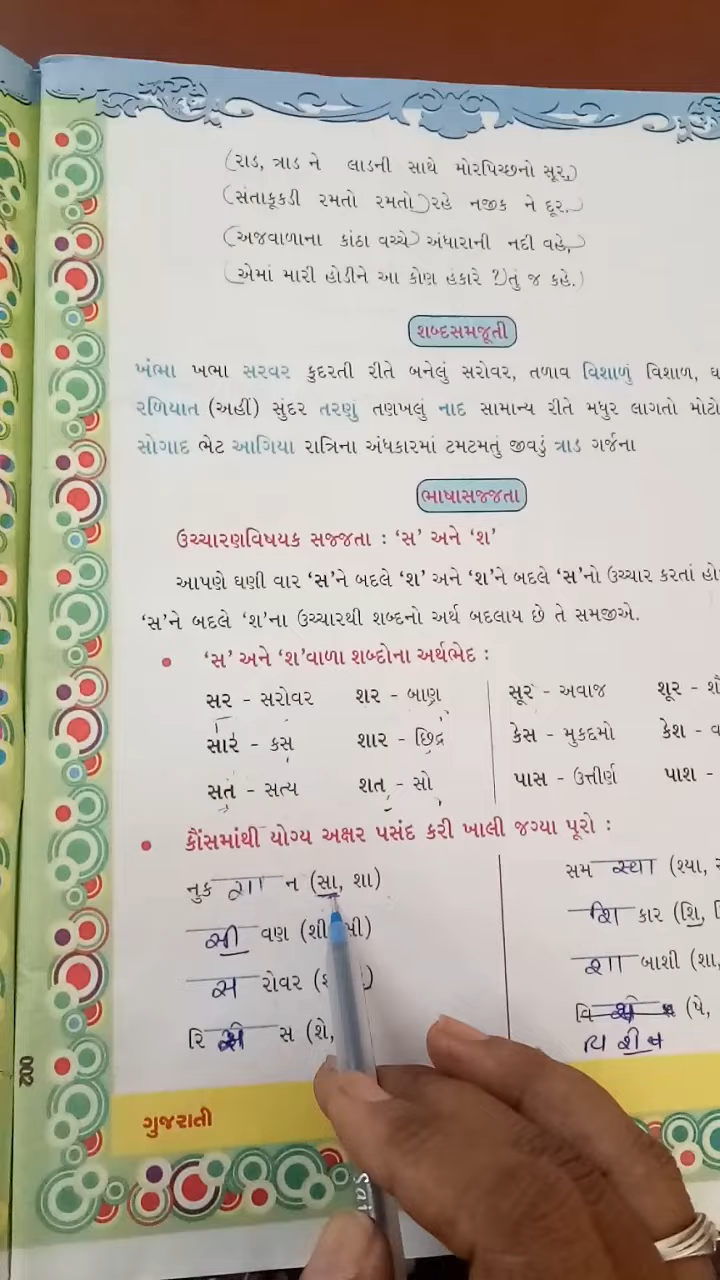 (રાડ, ત્રાડ ને લાડની સાથે મોરપિચ્છનો સૂર,)
(સંતાકૂકડી રમતો રમતો) રહે નજીક ને દૂર.
(અજવાળાના કાંઠા વચ્ચે) અંધારાની નદી વહે,
(એમાં મારી હોડીને આ કોણ હંકારે ? તું જ કહે.)
શબ્દસમજૂતી
ખંભા ખભા સરવર કુદરતી રીતે બનેલું સરોવર, તળાવ વિશાળું વિશાળ,
રળિયાત (અહીં) સુંદર તરણું તણખલું નાદ સામાન્ય રીતે મધુર લાગતો મોટો
સોગાદ ભેટ આગિયા રાત્રિના અંધકારમાં ટમટમતું જીવડું ત્રાડ ગર્જના
ભાષાસજ્જતા
ઉચ્ચારણવિષયક સજ્જતા : ‘સ’ અને ‘શ’
આપણે ઘણી વાર ‘સ’ને બદલે ‘શ’ અને ‘શ’ને બદલે ‘સ’નો ઉચ્ચાર કરતાં
‘સ’ને બદલે ‘શ’ના ઉચ્ચારથી શબ્દનો અર્થ બદલાય છે તે સમજીએ.
• ‘સ’ અને ‘શ’વાળા શબ્દોના અર્થભેદ :
સર - સરોવર શર - બાણ સૂર - અવાજ શૂર -
સાર - કસ શાર - છિદ્ર કેસ - મુકદ્દમો કેશ -
સત - સત્ય શત - સો પાસ - ઉત્તીર્ણ પાશ -
• કૌંસમાંથી યોગ્ય અક્ષર પસંદ કરી ખાલી જગ્યા પૂરો :
નુક શા ન (સા, શા) સમ સ્યા (શ્યા,
સી વણ (શી, સી) શિ કાર (શિ,
સ રોવર શા બાશી (શા,
રિ સે સ (શે, વિ (ષે,
ગુજરાતી
002